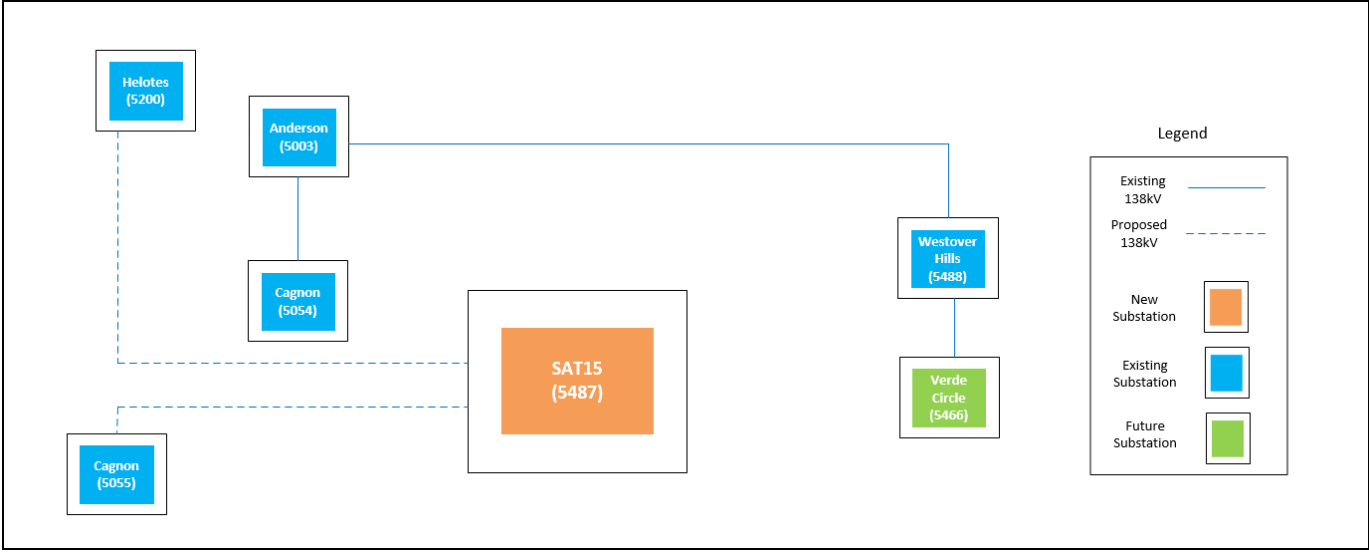 Helotes
(5200)
Anderson
(5003)
Cagnon
(5054)
SAT15
(5487)
Cagnon
(5055)
Westover
Hills
(5488)
Verde
Circle
(5466)
Legend
Existing
138kV
Proposed
138kV
New
Substation
Existing
Substation
Future
Substation